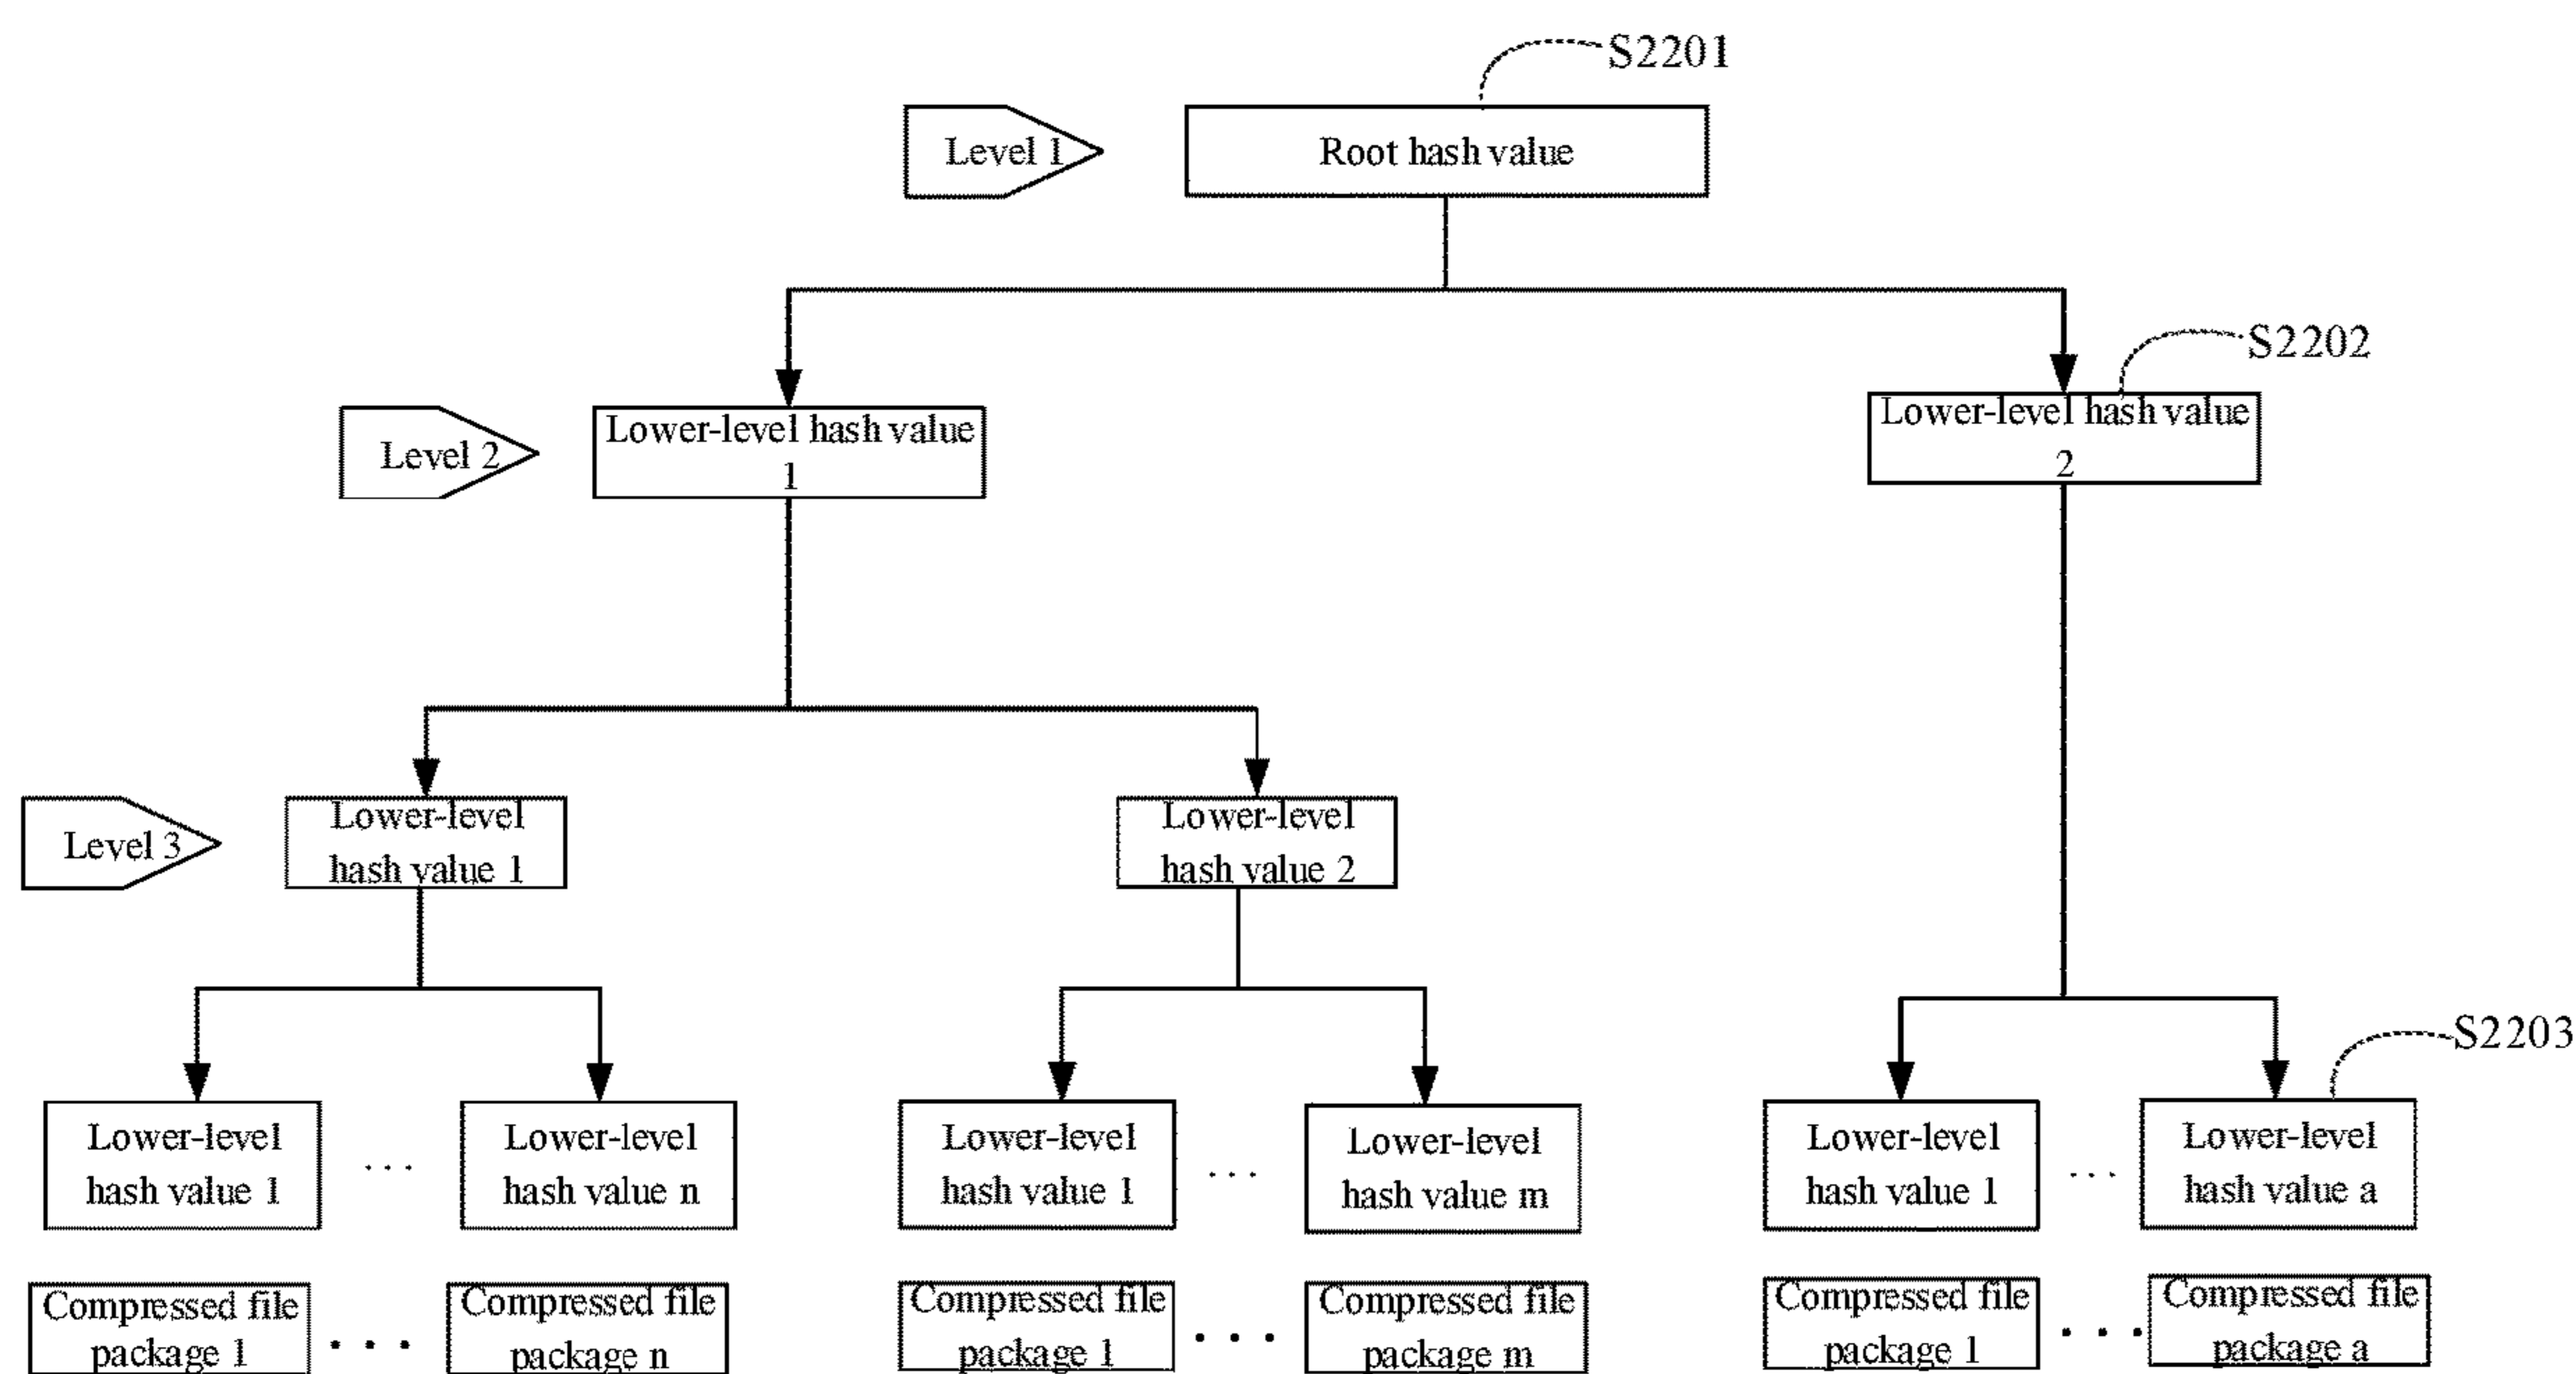 S2201
Level 1
Root hash value
S2202
Level 2
Lower-level hash value
1
Lower-level hash value
2
Level 3
Lower-level
hash value 1
Lower-level
hash value 2
S2203
Lower-level
hash value 1
...
Lower-level
hash value n
Lower-level
hash value 1
...
Lower-level
hash value m
Lower-level
hash value 1
...
Lower-level
hash value a
Compressed file
package 1
...
Compressed file
package n
Compressed file
package 1
...
Compressed file
package m
Compressed file
package 1
...
Compressed file
package a